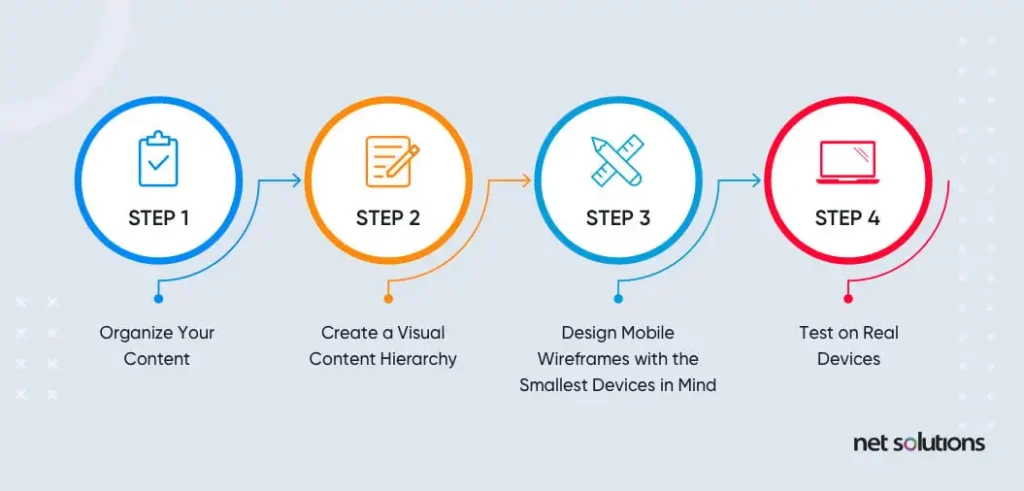 STEP 1
Organize Your
Content
STEP 2
Create a Visual
Content Hierarchy
STEP 3
Design Mobile
Wireframes with the
Smallest Devices in Mind
STEP 4
Test on Real
Devices
net solutions